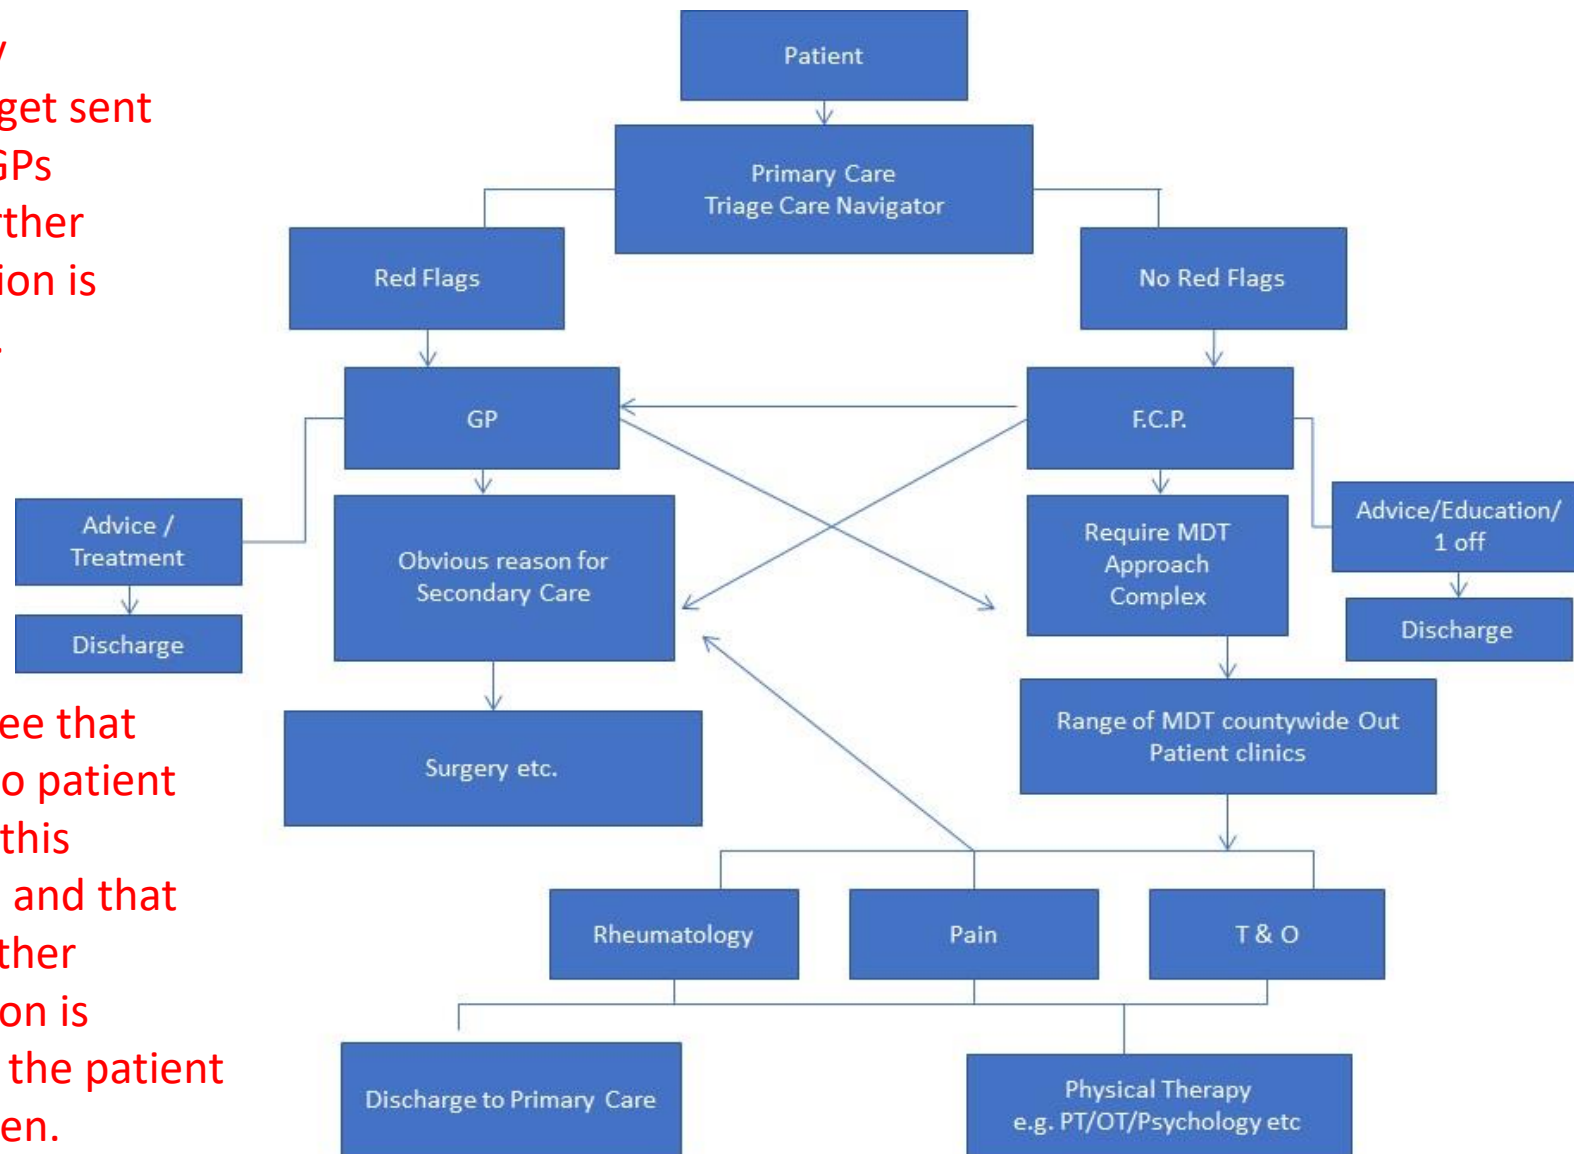 get sent
GPs
rther
ion is
Patient
Primary Care
Triage Care Navigator
Red Flags
No Red Flags
GP
F.C.P.
Advice /
Treatment
Discharge
Obvious reason for
Secondary Care
Require MDT
Approach
Complex
Advice/Education/
1 off
Discharge
Surgery etc.
Range of MDT countywide Out
Patient clinics
ee that
o patient
this
and that
ther
on is
the patient
en.
Rheumatology
Pain
T & O
Discharge to Primary Care
Physical Therapy
e.g. PT/OT/Psychology etc